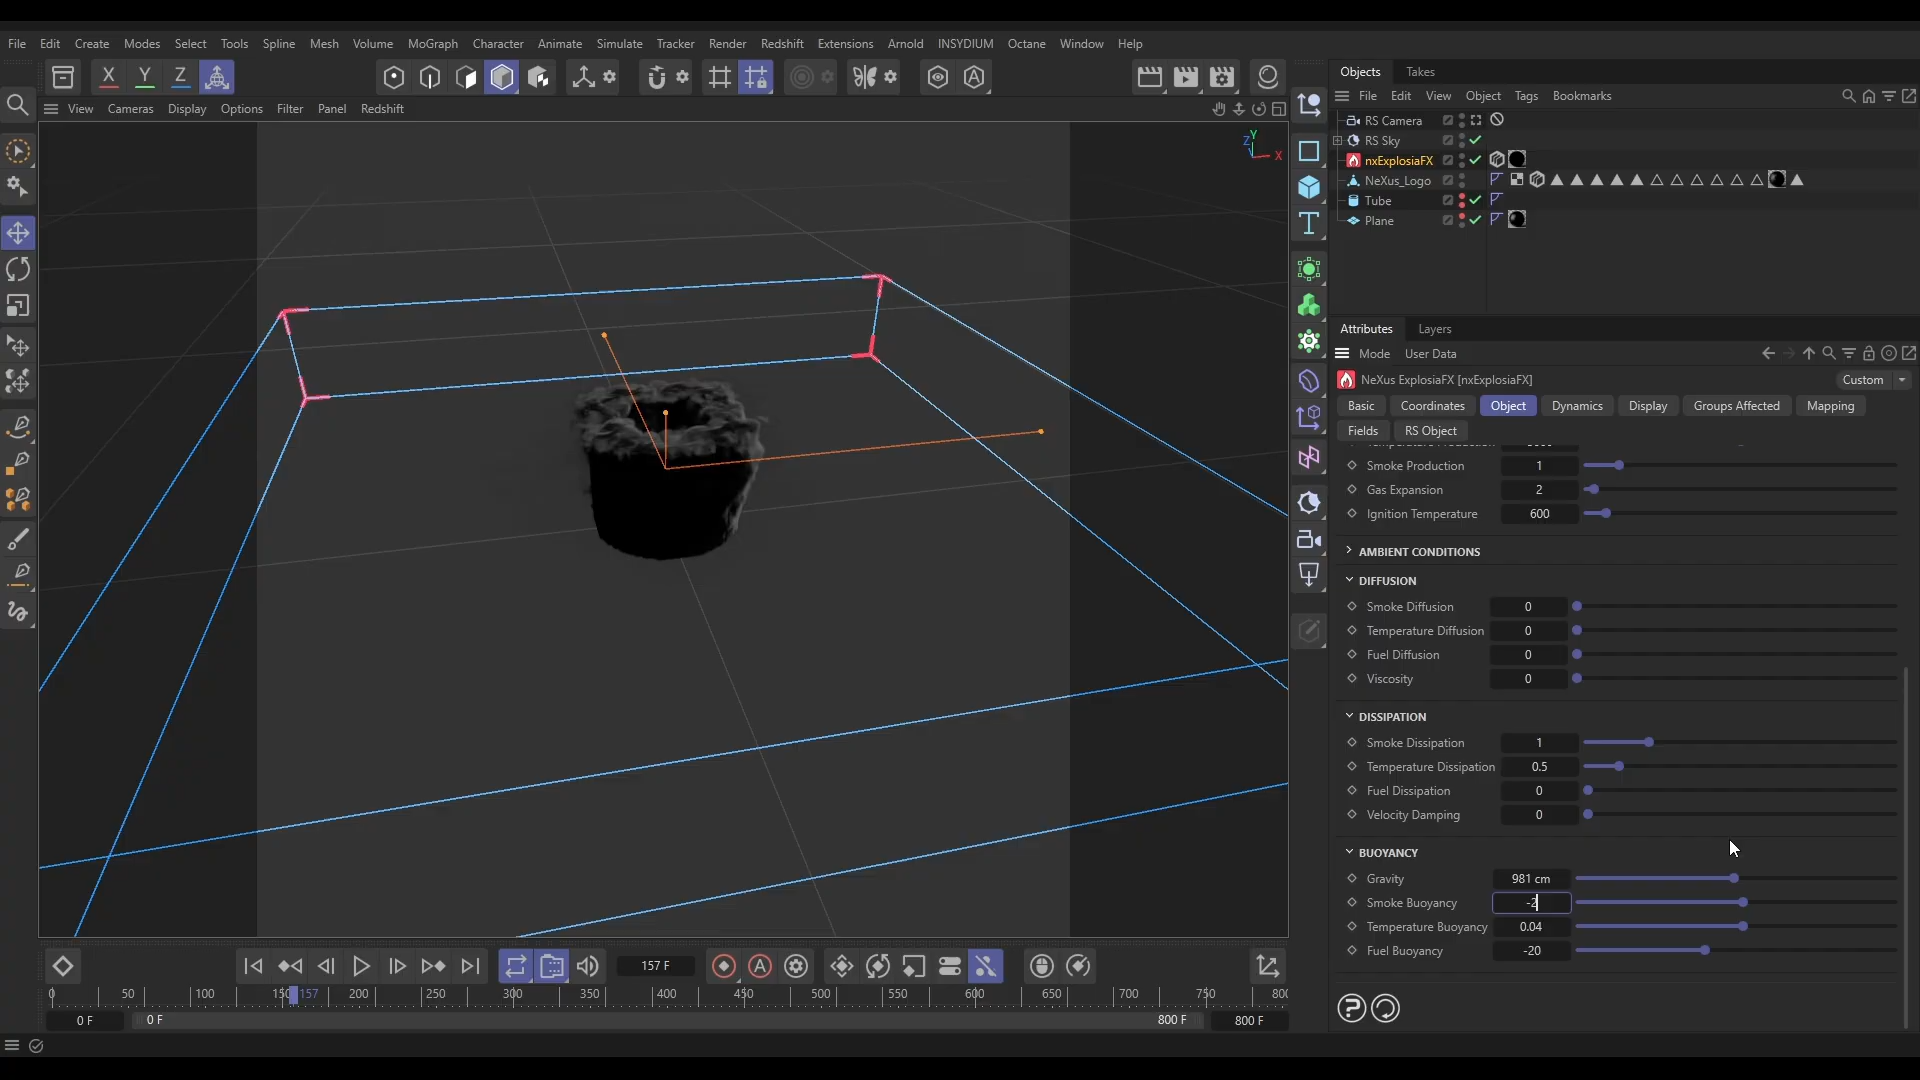 File Edit Create Modes Select Tools Spline Mesh Volume MoGraph Character Animate Simulate Tracker Render Redshift Extensions Arnold INSYDIUM Octane Window Help
X Y Z
Objects Takes
File Edit View Object Tags Bookmarks
View Cameras Display Options Filter Panel Redshift
RS Camera
RS Sky
nxExplosiaFX
NeXus_Logo
Tube
Plane
Y
Z
X
Attributes Layers
Mode User Data
NeXus ExplosiaFX [nxExplosiaFX] Custom
Basic Coordinates Object Dynamics Display Groups Affected Mapping
Fields RS Object
Smoke Production 1
Gas Expansion 2
Ignition Temperature 600
AMBIENT CONDITIONS
DIFFUSION
Smoke Diffusion 0
Temperature Diffusion 0
Fuel Diffusion 0
Viscosity 0
DISSIPATION
Smoke Dissipation 1
Temperature Dissipation 0.5
Fuel Dissipation 0
Velocity Damping 0
BUOYANCY
Gravity 981 cm
Smoke Buoyancy -2
Temperature Buoyancy 0.04
Fuel Buoyancy -20
157 F
0 50 100 150 157 200 250 300 350 400 450 500 550 600 650 700 750 800
0 F 0 F 800 F 800 F